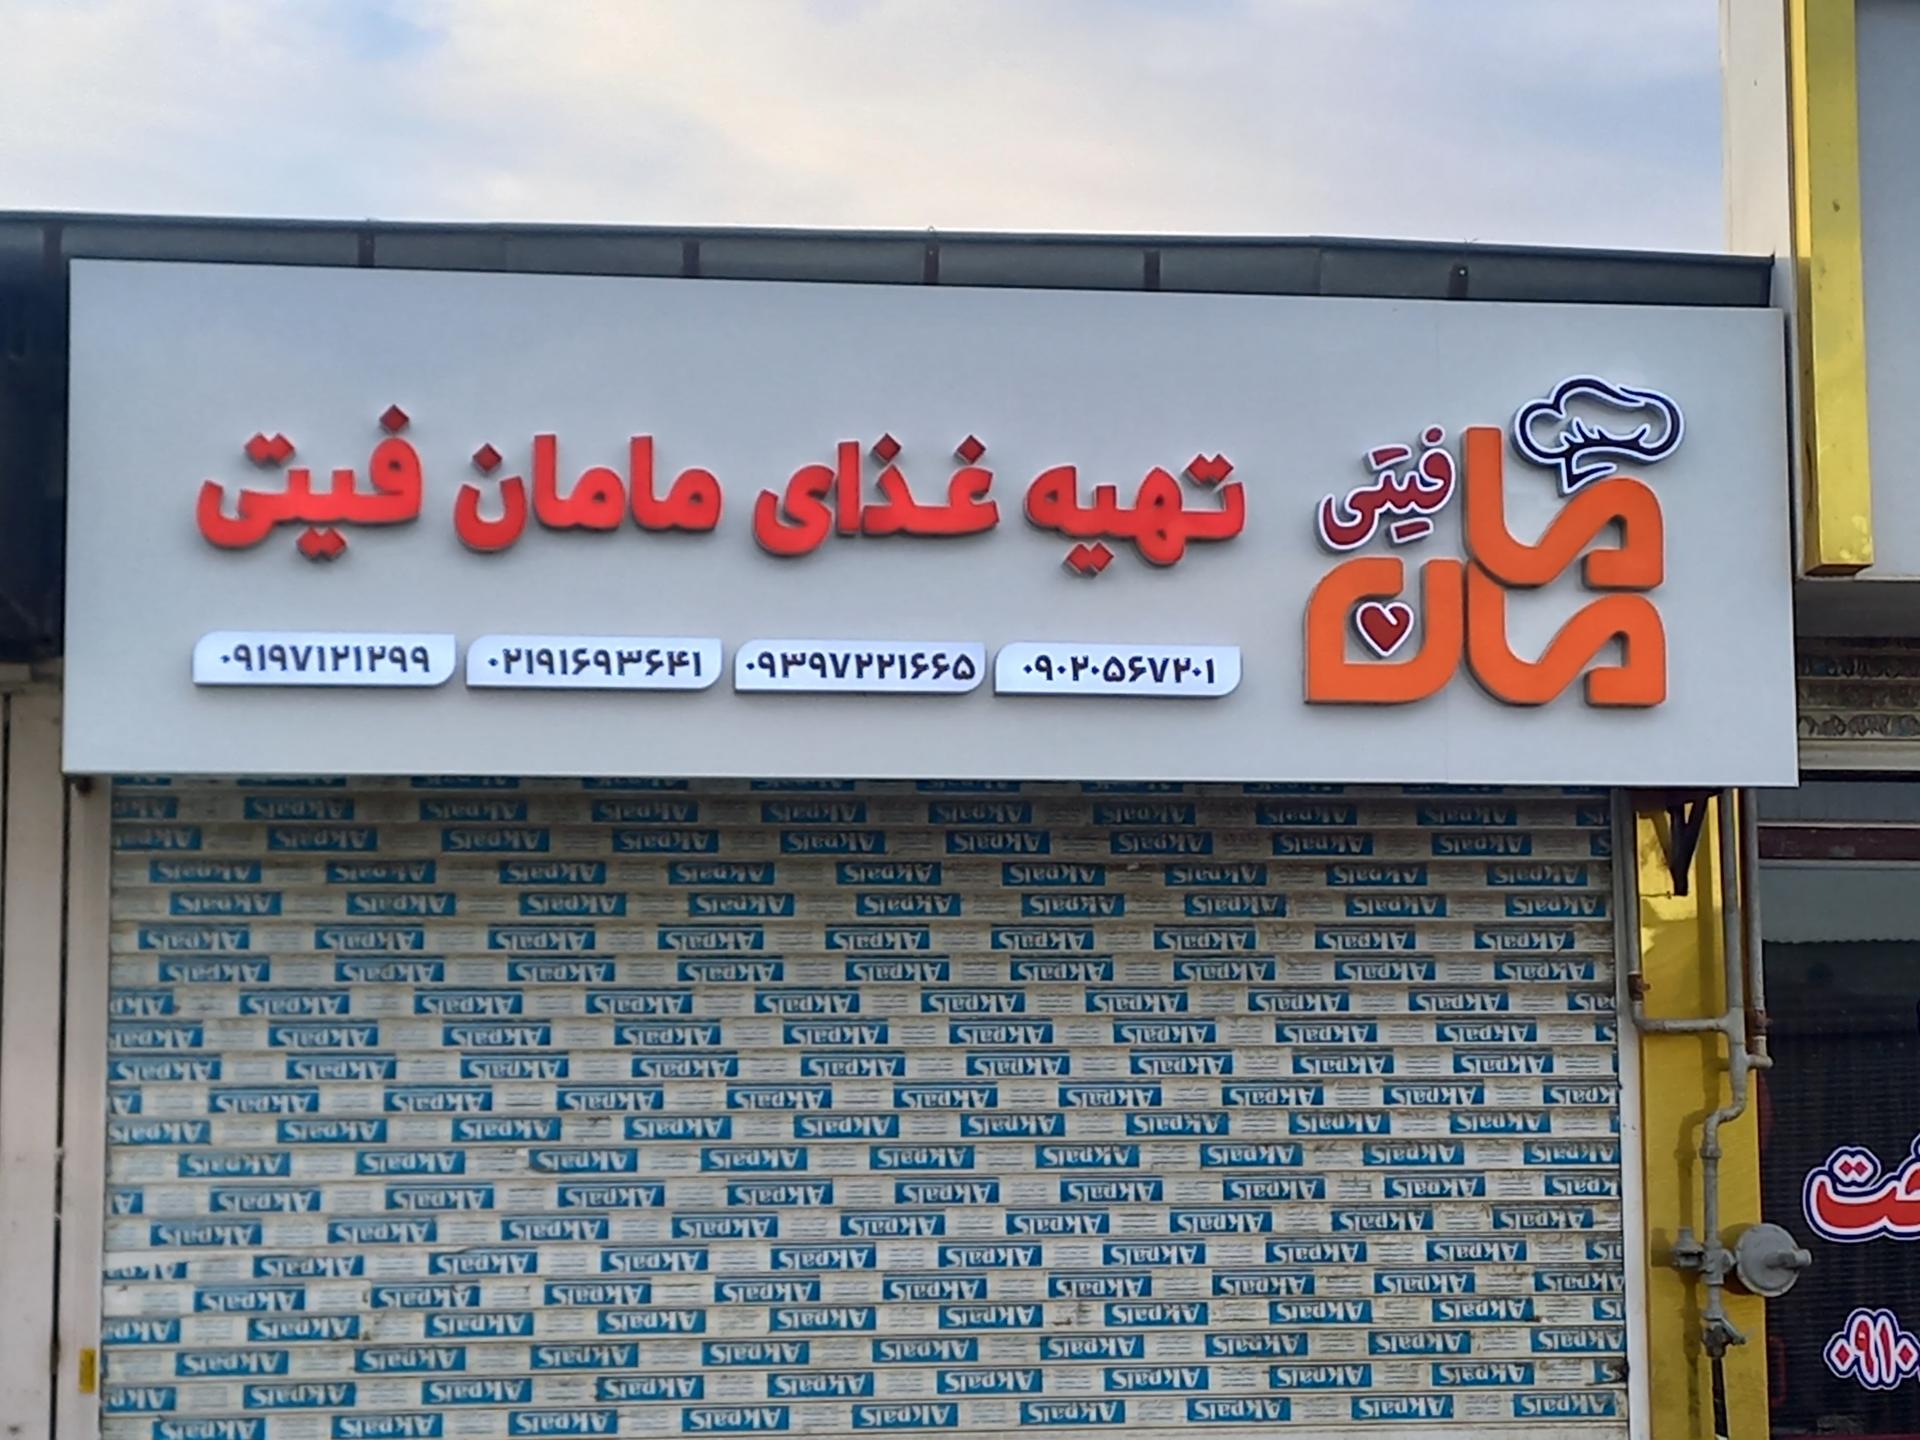 مامان
فیتی
تهیه غذای مامان فیتی
۰۹۰۲۰۵۶۷۲۰۱
۰۹۳۹۷۲۲۱۶۶۵
۰۲۱۹۱۶۹۳۶۴۱
۰۹۱۹۷۱۲۱۲۹۹
Akpals